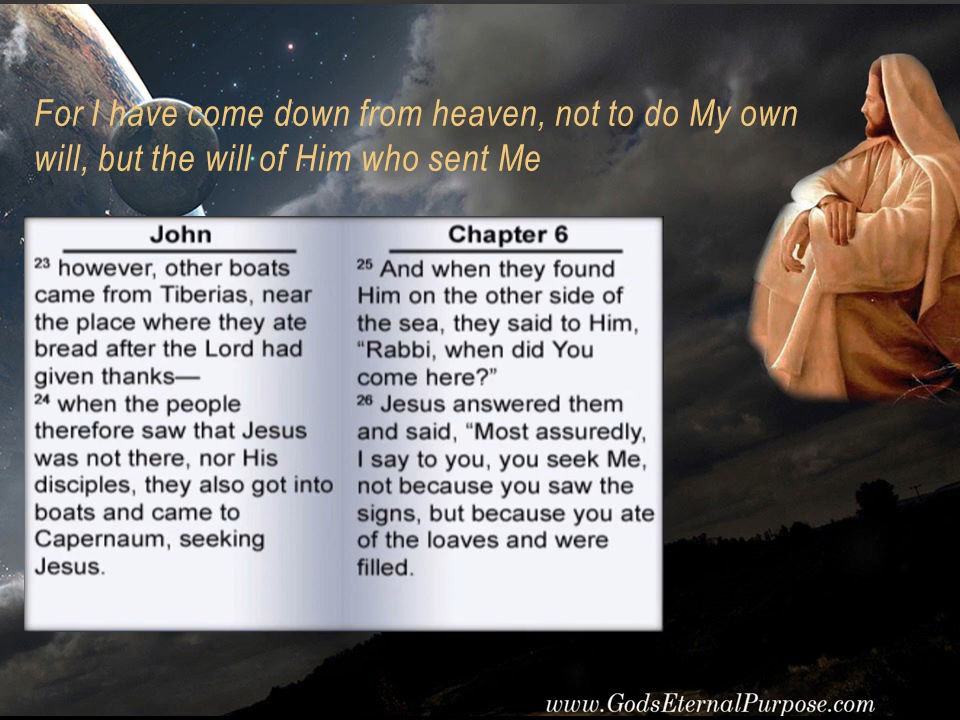 For I have come down from heaven, not to do My own
will, but the will of Him who sent Me
John
23 however, other boats
came from Tiberias, near
the place where they ate
bread after the Lord had
given thanks—
24 when the people
therefore saw that Jesus
was not there, nor His
disciples, they also got into
boats and came to
Capernaum, seeking
Jesus.
Chapter 6
25 And when they found
Him on the other side of
the sea, they said to Him,
“Rabbi, when did You
come here?”
26 Jesus answered them
and said, “Most assuredly,
I say to you, you seek Me,
not because you saw the
signs, but because you ate
of the loaves and were
filled.
www.GodsEternalPurpose.com